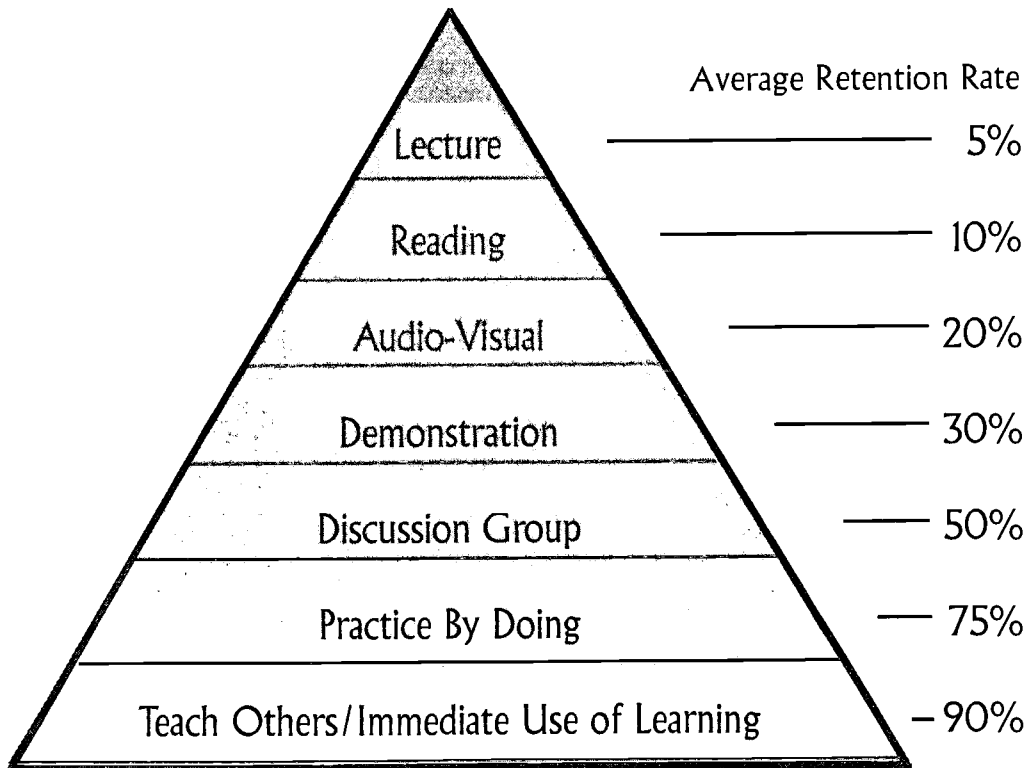 Average Retention Rate
Lecture 5%
Reading 10%
Audio-Visual 20%
Demonstration 30%
Discussion Group 50%
Practice By Doing 75%
Teach Others/Immediate Use of Learning 90%